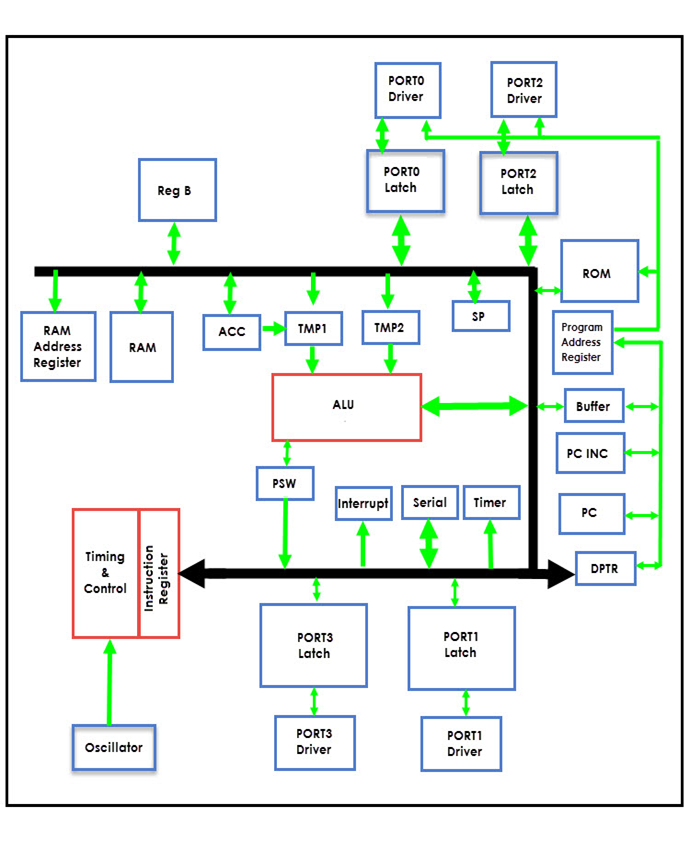 PORT0
Driver
PORT2
Driver
PORT0
Latch
PORT2
Latch
Reg B
ROM
RAM
Address
Register
RAM
ACC
TMP1
TMP2
SP
Program
Address
Register
ALU
Buffer
PC INC
PSW
Interrupt
Serial
Timer
PC
Timing
&
Control
Instruction
Register
DPTR
PORT3
Latch
PORT1
Latch
Oscillator
PORT3
Driver
PORT1
Driver